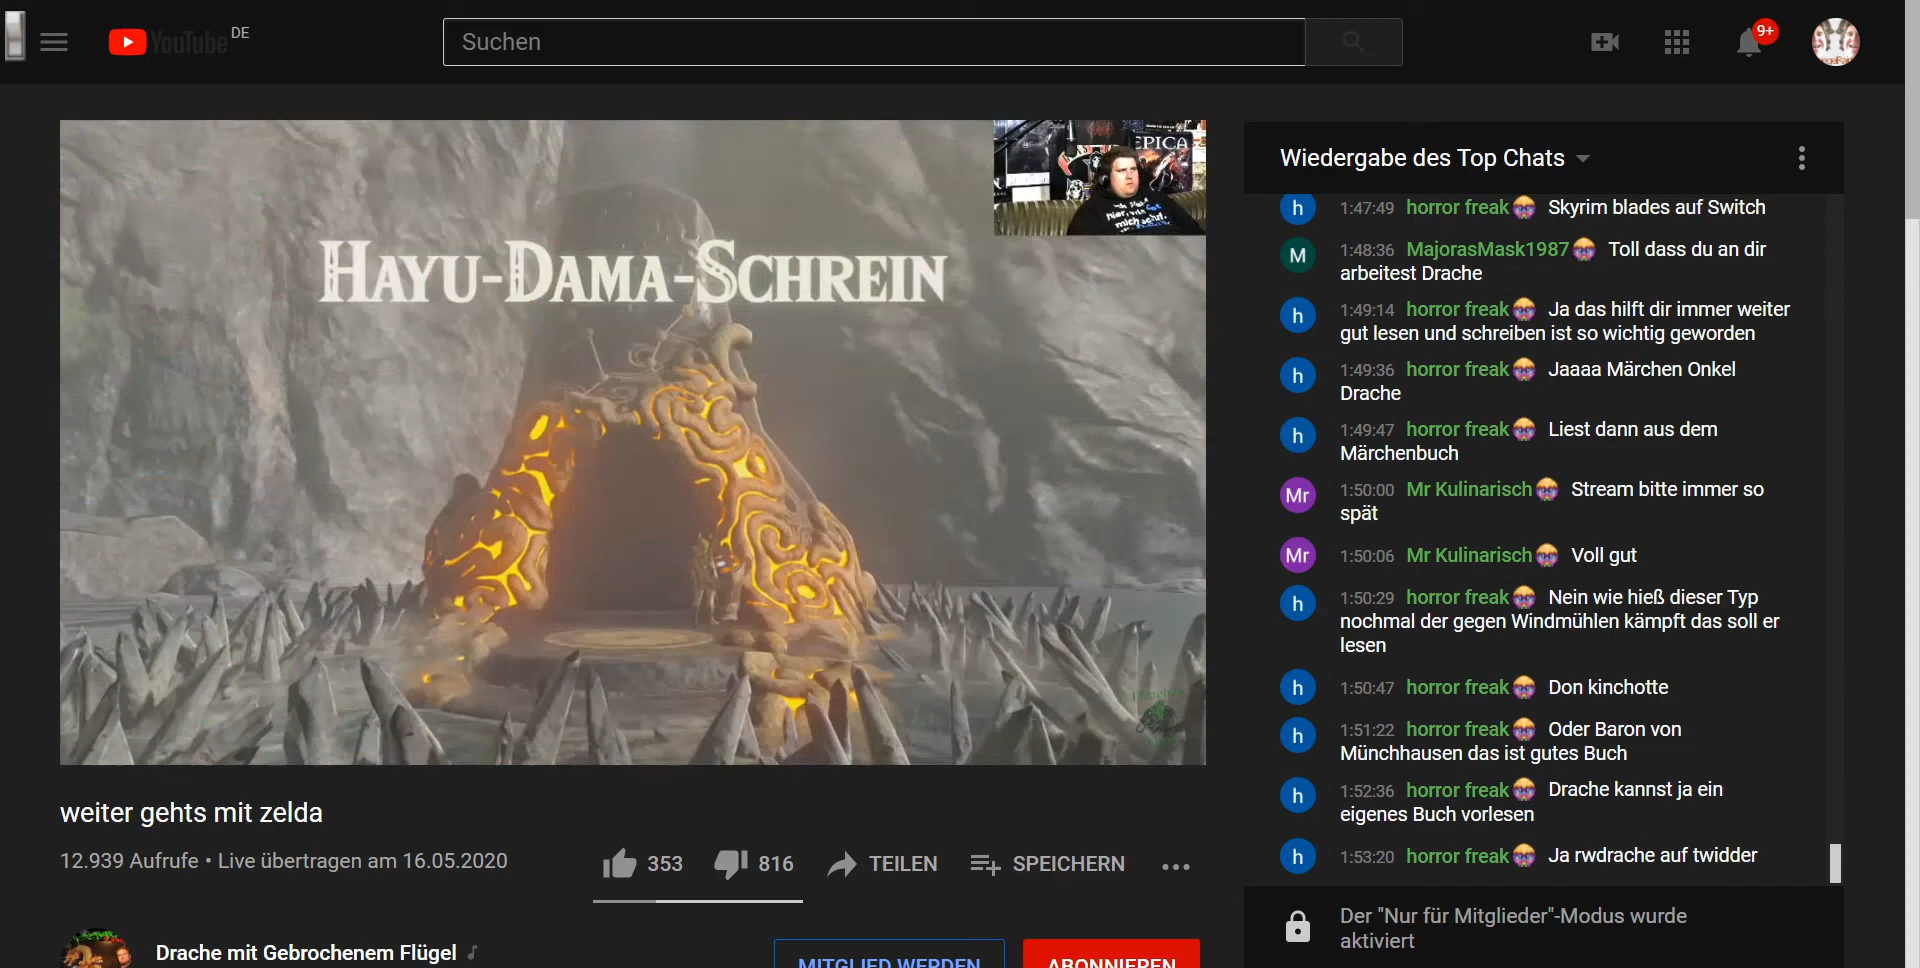 YouTube DE
Suchen
9+
EPICA
HAYU-DAMA-SCHREIN
weiter gehts mit zelda
12.939 Aufrufe • Live übertragen am 16.05.2020
353
816
TEILEN
SPEICHERN
Drache mit Gebrochenem Flügel
MITGLIED WERDEN
ABONNIEREN
Wiedergabe des Top Chats
h
1:47:49 horror freak Skyrim blades auf Switch
M
1:48:36 MajorasMask1987 Toll dass du an dir
arbeitest Drache
h
1:49:14 horror freak Ja das hilft dir immer weiter
gut lesen und schreiben ist so wichtig geworden
h
1:49:36 horror freak Jaaaa Märchen Onkel
Drache
h
1:49:47 horror freak Liest dann aus dem
Märchenbuch
Mr
1:50:00 Mr Kulinarisch Stream bitte immer so
spät
Mr
1:50:06 Mr Kulinarisch Voll gut
h
1:50:29 horror freak Nein wie hieß dieser Typ
nochmal der gegen Windmühlen kämpft das soll er
lesen
h
1:50:47 horror freak Don kinchotte
h
1:51:22 horror freak Oder Baron von
Münchhausen das ist gutes Buch
h
1:52:36 horror freak Drache kannst ja ein
eigenes Buch vorlesen
h
1:53:20 horror freak Ja rwdrache auf twidder
Der "Nur für Mitglieder"-Modus wurde
aktiviert